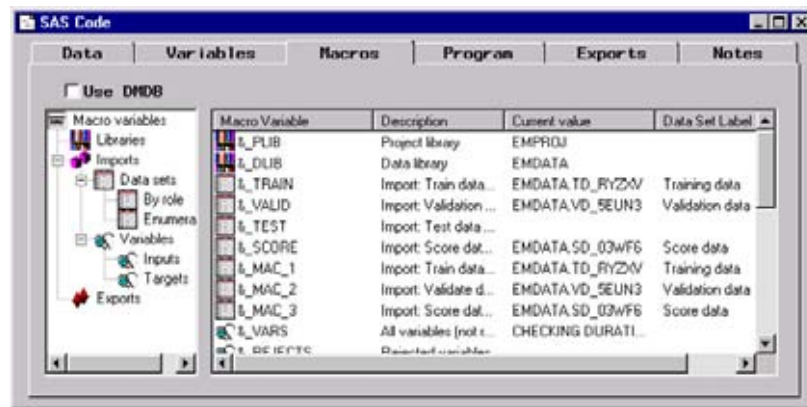 SAS Code
Data Variables Macros Program Exports Notes
Use DMDB
Macro variables
Libraries
Imports
Data sets
By role
Enumera
Variables
Inputs
Targets
Exports
Macro Variable Description Current value Data Set Label
&_PLIB Project library EMPROJ
&_DLIB Data library EMDATA
&_TRAIN Import: Train data... EMDATA.TD_RYZXV Training data
&_VALID Import: Validation ... EMDATA.VD_5EUN3 Validation data
&_TEST Import: Test data ...
&_SCORE Import: Score dat... EMDATA.SD_03WF6 Score data
&_MAC_1 Import: Train data... EMDATA.TD_RYZXV Training data
&_MAC_2 Import: Validate d... EMDATA.VD_5EUN3 Validation data
&_MAC_3 Import: Score dat... EMDATA.SD_03WF6 Score data
&_VARS All variables (not r... CHECKING DURATI...
&_REJECTS Rejected variables